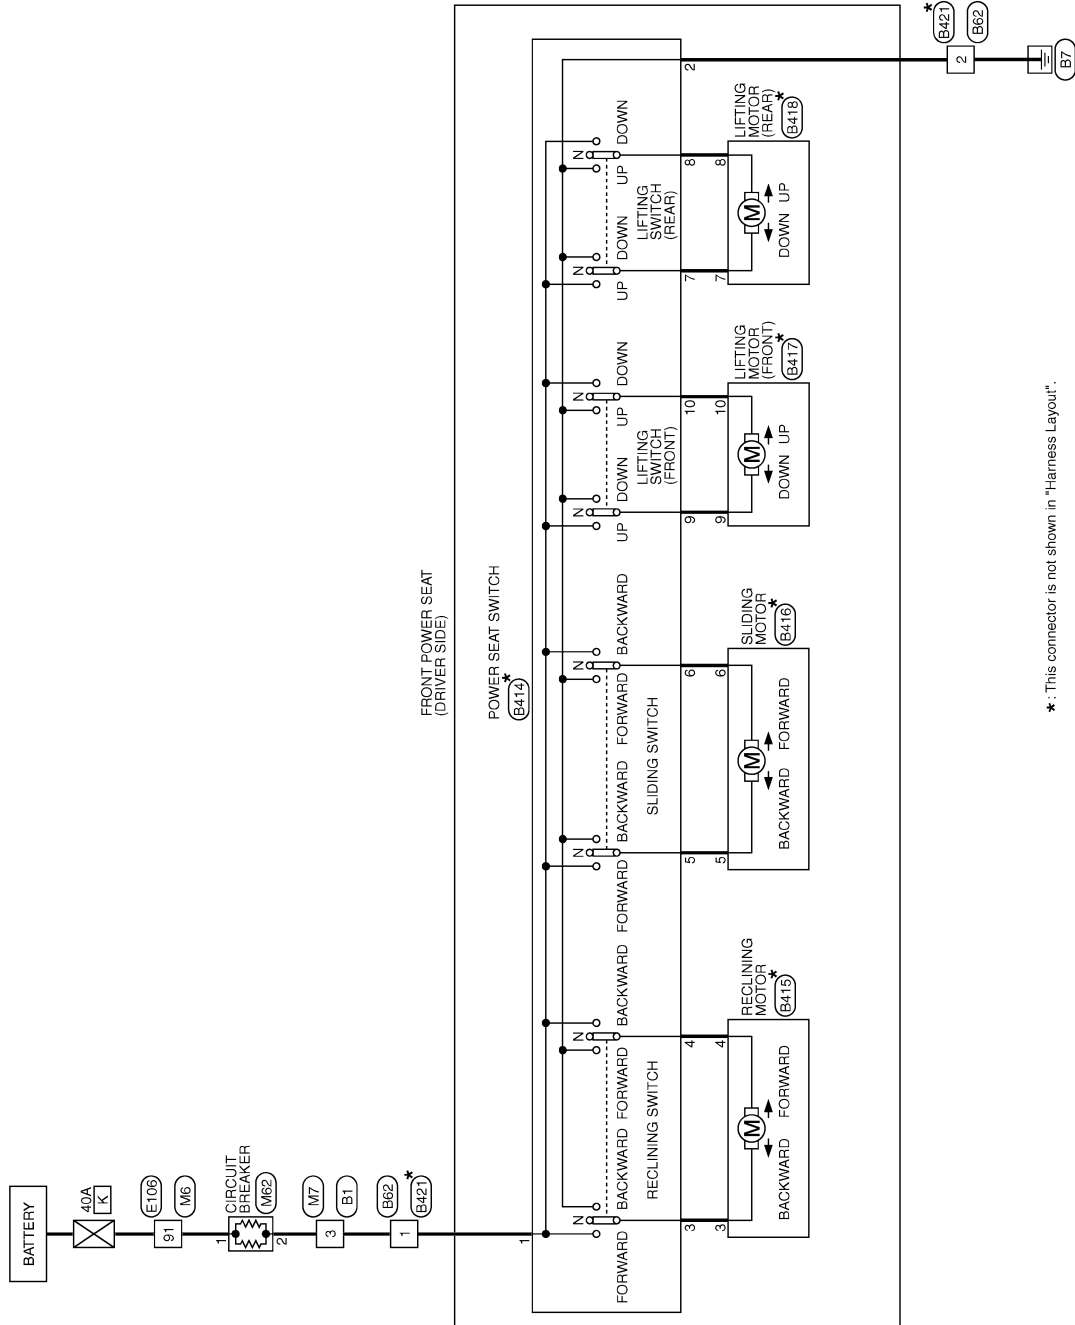 BATTERY
40A
K
E106
91
M6
1
CIRCUIT
BREAKER
M62
2
M7
3
B1
B62
1
B421
*
FRONT POWER SEAT
(DRIVER SIDE)
POWER SEAT SWITCH
*
B414
1
N
N
FORWARD
BACKWARD
FORWARD
BACKWARD
RECLINING SWITCH
N
N
FORWARD
BACKWARD
FORWARD
BACKWARD
SLIDING SWITCH
N
N
UP
DOWN
UP
DOWN
LIFTING
SWITCH
(FRONT)
N
N
UP
DOWN
UP
DOWN
LIFTING
SWITCH
(REAR)
3
4
5
6
9
10
7
8
2
3
4
5
6
9
10
7
8
RECLINING
MOTOR
*
B415
M
BACKWARD
FORWARD
SLIDING
MOTOR
*
B416
M
BACKWARD
FORWARD
LIFTING
MOTOR
(FRONT)
*
B417
M
DOWN
UP
LIFTING
MOTOR
(REAR)
*
B418
M
DOWN
UP
*
B421
2
B62
B7
* : This connector is not shown in "Harness Layout".